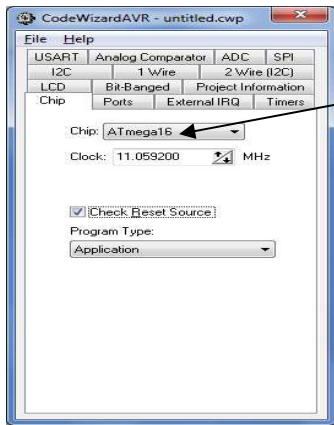 CodeWizardAVR - untitled.cwp
File Help
USART Analog Comparator ADC SPI
I2C 1 Wire 2 Wire (I2C)
LCD Bit-Banged Project Information
Chip Ports External IRQ Timers
Chip: ATmega16
Clock: 11.059200 MHz
Check Reset Source
Program Type:
Application